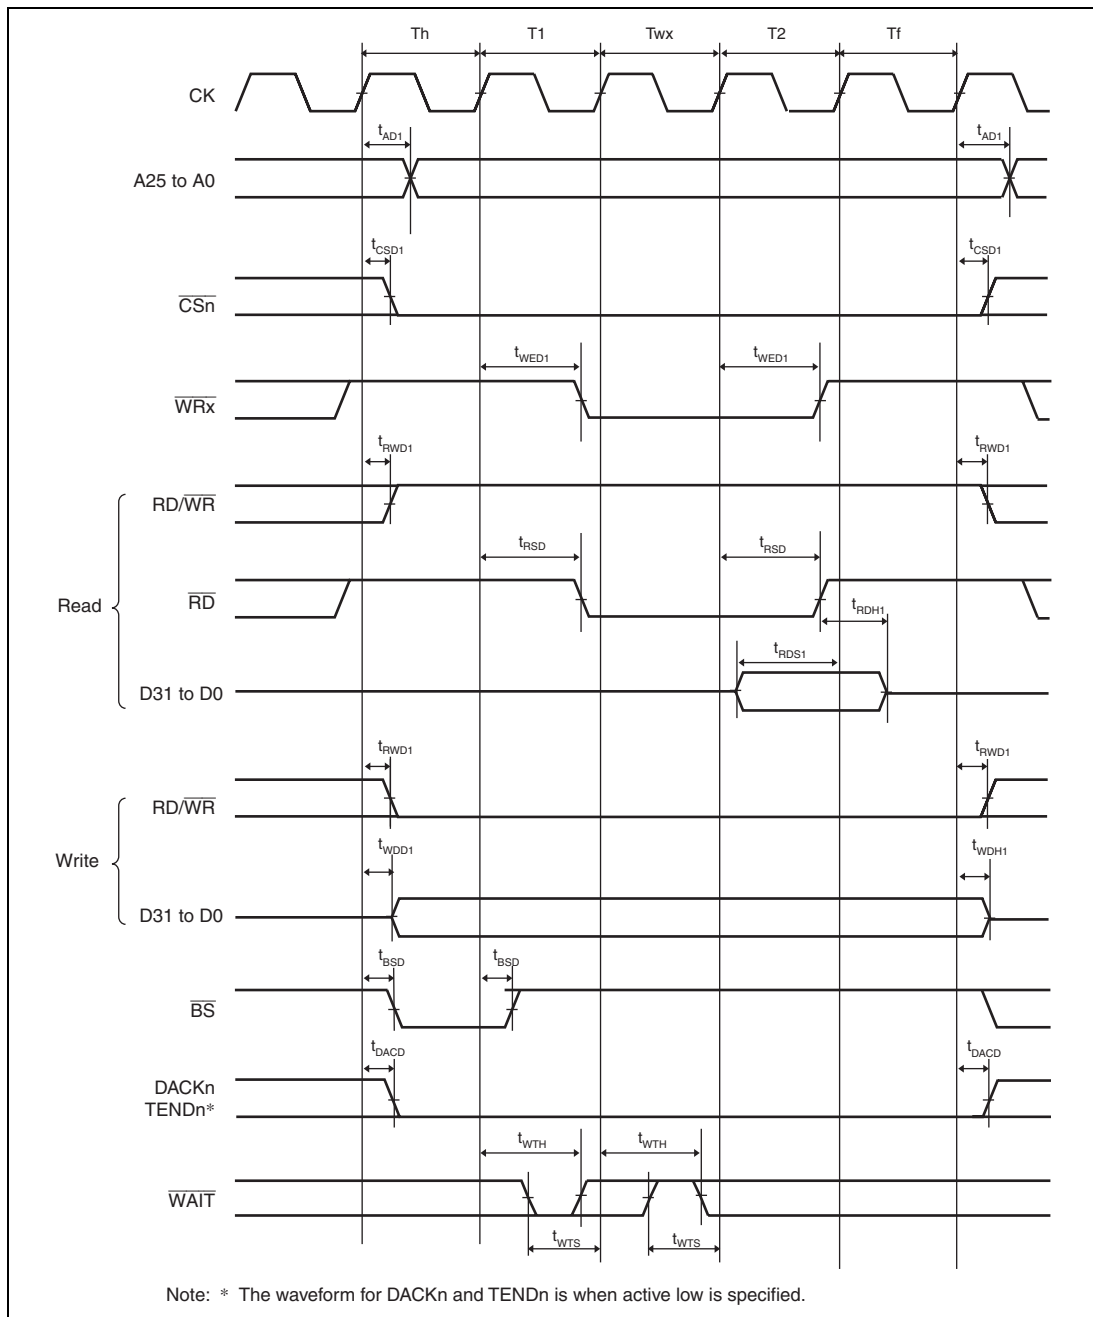 Th T1 Twx T2 Tf
CK
tAD1 tAD1
A25 to A0
tCSD1 tCSD1
CSn
tWED1 tWED1
WRx
tRWD1 tRWD1
RD/WR
tRSD tRSD
Read
RD
tRDH1
tRDS1
D31 to D0
tRWD1 tRWD1
RD/WR
Write
tWDD1 tWDH1
D31 to D0
tBSD tBSD
BS
tDACD tDACD
DACKn
TENDn*
tWTH tWTH
WAIT
tWTS tWTS
Note: * The waveform for DACKn and TENDn is when active low is specified.